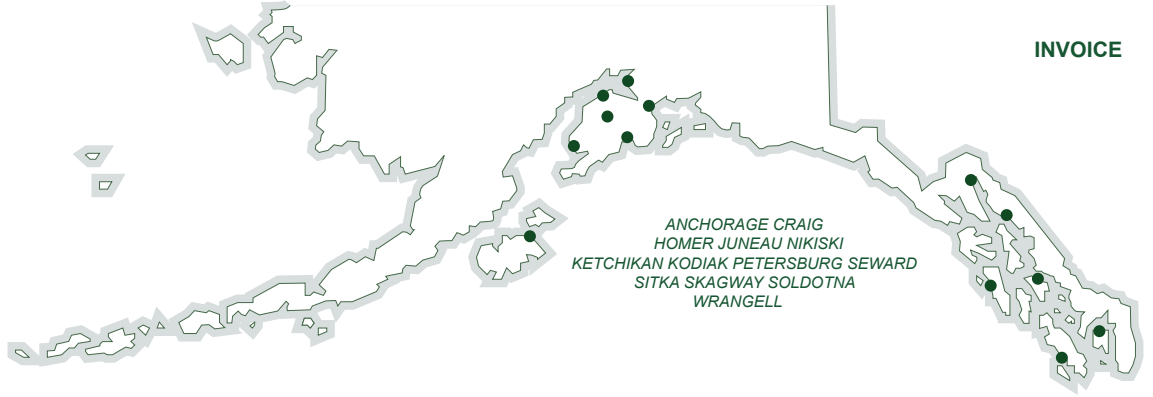 INVOICE
ANCHORAGE CRAIG
HOMER JUNEAU NIKISKI
KETCHIKAN KODIAK PETERSBURG SEWARD
SITKA SKAGWAY SOLDOTNA
WRANGELL